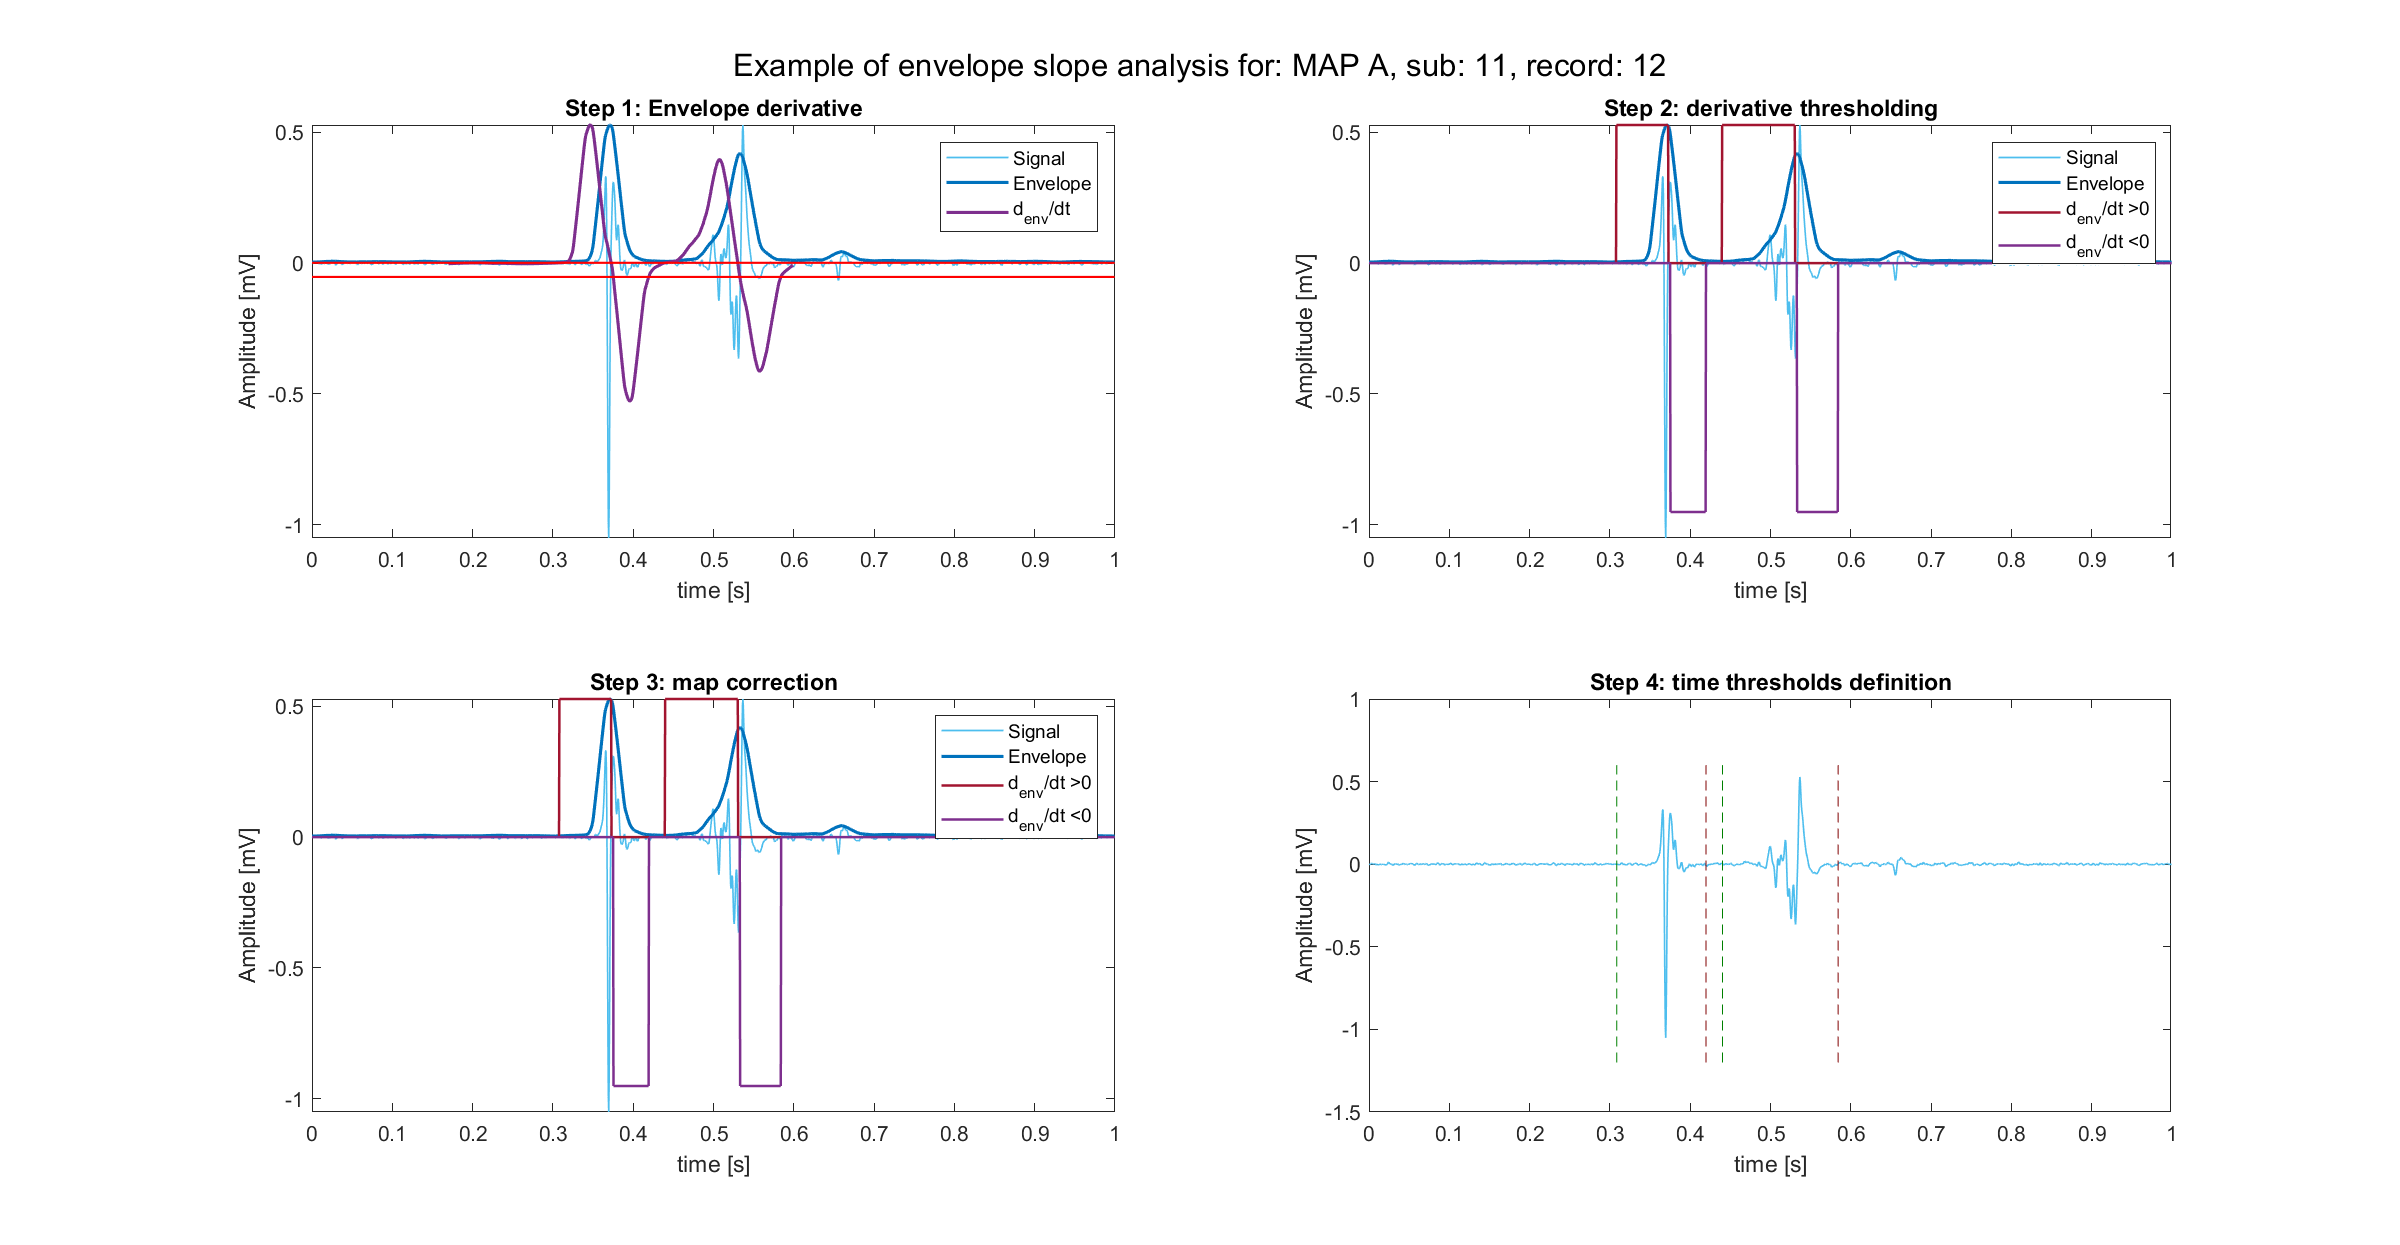 Example of envelope slope analysis for: MAP A, sub: 11, record: 12
Step 1: Envelope derivative
0.5
0
-0.5
-1
Amplitude [mV]
Signal
Envelope
d_env/dt
0 0.1 0.2 0.3 0.4 0.5 0.6 0.7 0.8 0.9 1
time [s]
Step 2: derivative thresholding
0.5
0
-0.5
-1
Amplitude [mV]
Signal
Envelope
d_env/dt >0
d_env/dt <0
0 0.1 0.2 0.3 0.4 0.5 0.6 0.7 0.8 0.9 1
time [s]
Step 3: map correction
0.5
0
-0.5
-1
Amplitude [mV]
Signal
Envelope
d_env/dt >0
d_env/dt <0
0 0.1 0.2 0.3 0.4 0.5 0.6 0.7 0.8 0.9 1
time [s]
Step 4: time thresholds definition
1
0.5
0
-0.5
-1
-1.5
Amplitude [mV]
0 0.1 0.2 0.3 0.4 0.5 0.6 0.7 0.8 0.9 1
time [s]